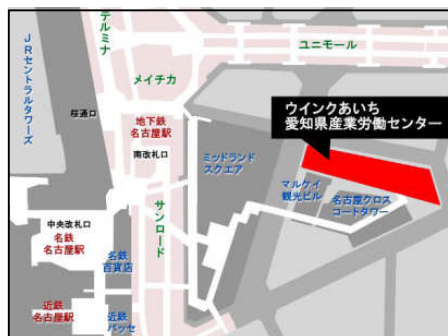 テルミナ
ユニモール
JRセントラルタワーズ
メイチカ
桜通口
地下鉄
名古屋駅
南改札口
ウインクあいち
愛知県産業労働センター
ミッドランド
スクエア
マルケイ
観光ビル
名古屋クロス
コートタワー
サンロード
中央改札口
名鉄
名古屋駅
名鉄
百貨店
近鉄
名古屋駅
近鉄
パッセ